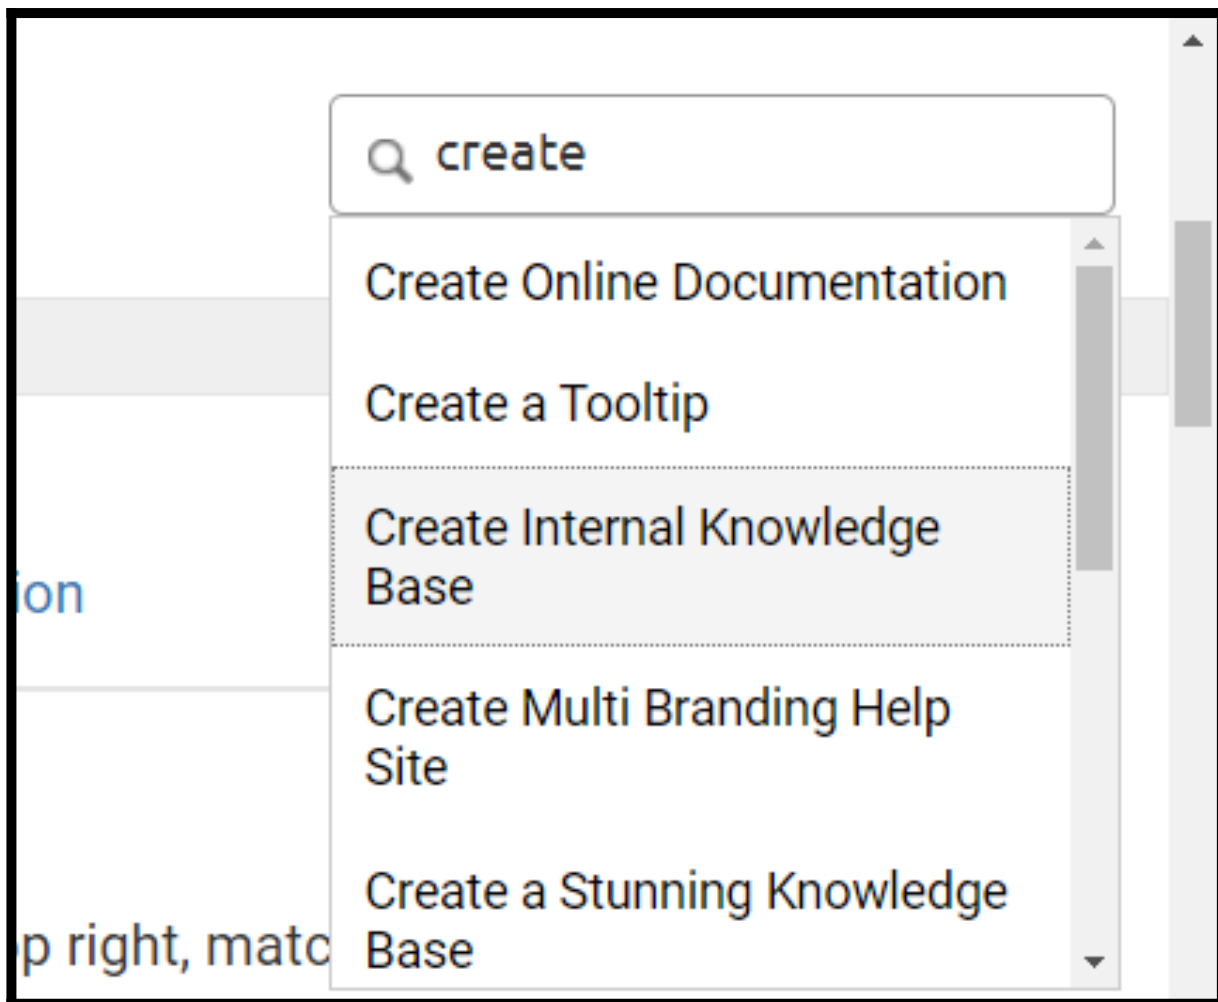 create
Create Online Documentation
Create a Tooltip
Create Internal Knowledge
Base
ion
Create Multi Branding Help
Site
Create a Stunning Knowledge
op right, matc
Base